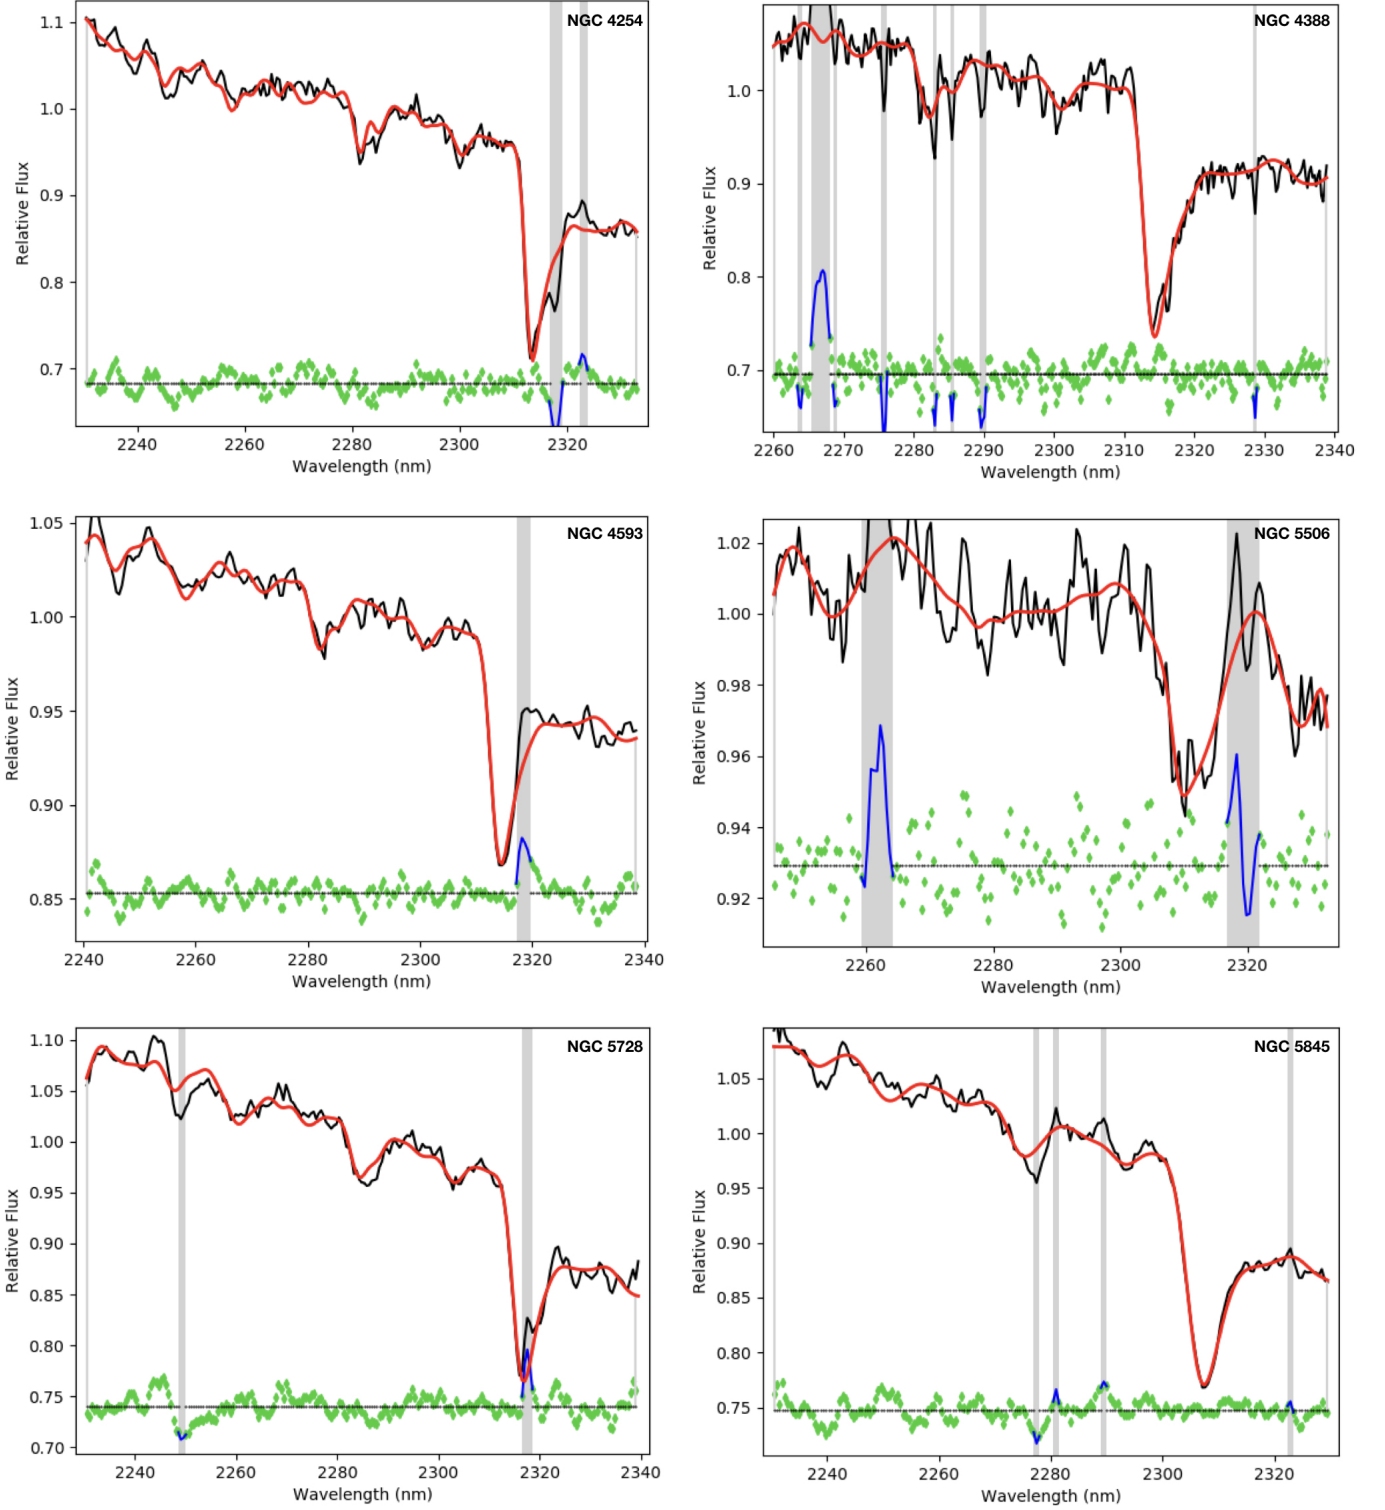 NGC 4254
1.1
1.0
0.9
0.8
0.7
Relative Flux
2240 2260 2280 2300 2320
Wavelength (nm)
NGC 4388
1.0
0.9
0.8
0.7
Relative Flux
2260 2270 2280 2290 2300 2310 2320 2330 2340
Wavelength (nm)
NGC 4593
1.05
1.00
0.95
0.90
0.85
Relative Flux
2240 2260 2280 2300 2320 2340
Wavelength (nm)
NGC 5506
1.02
1.00
0.98
0.96
0.94
0.92
Relative Flux
2260 2280 2300 2320
Wavelength (nm)
NGC 5728
1.10
1.05
1.00
0.95
0.90
0.85
0.80
0.75
0.70
Relative Flux
2240 2260 2280 2300 2320 2340
Wavelength (nm)
NGC 5845
1.05
1.00
0.95
0.90
0.85
0.80
0.75
Relative Flux
2240 2260 2280 2300 2320
Wavelength (nm)